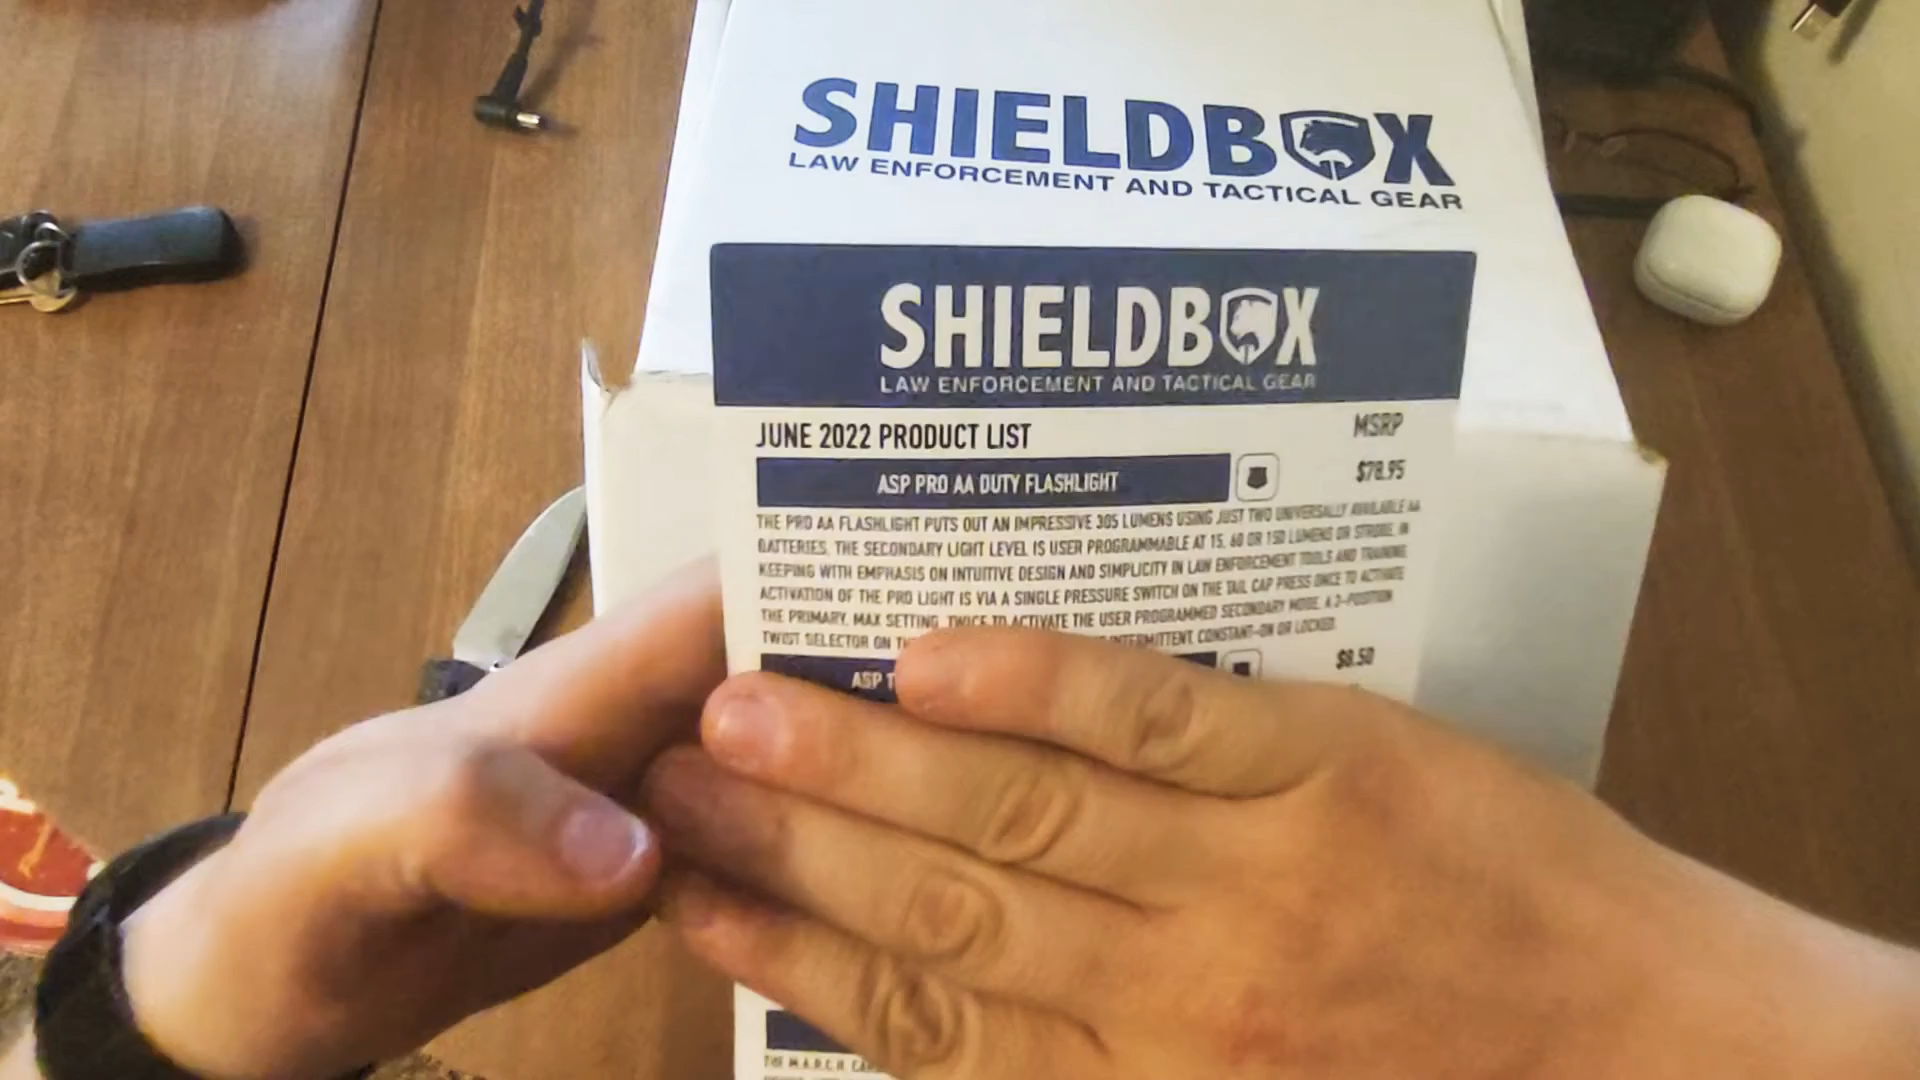 SHIELDBOX
LAW ENFORCEMENT AND TACTICAL GEAR
SHIELDBOX
LAW ENFORCEMENT AND TACTICAL GEAR
JUNE 2022 PRODUCT LIST MSRP
ASP PRO AA DUTY FLASHLIGHT $78.95
THE PRO AA FLASHLIGHT PUTS OUT AN IMPRESSIVE 305 LUMENS USING JUST TWO UNIVERSALLY AVAILABLE AA
BATTERIES. THE SECONDARY LIGHT LEVEL IS USER PROGRAMMABLE AT 15, 60 OR 150 LUMENS OR STROBE. IN
KEEPING WITH EMPHASIS ON INTUITIVE DESIGN AND SIMPLICITY IN LAW ENFORCEMENT TOOLS AND TRAINING
ACTIVATION OF THE PRO LIGHT IS VIA A SINGLE PRESSURE SWITCH ON THE TAIL CAP PRESS ONCE TO ACTIVATE
THE PRIMARY, MAX SETTING, TWICE TO ACTIVATE THE USER PROGRAMMED SECONDARY MODE. A 3-POSITION
TWIST SELECTOR ON INTERMITTENT, CONSTANT-ON OR LOCKED.
ASP $8.50
THE M.A.R.C.H.